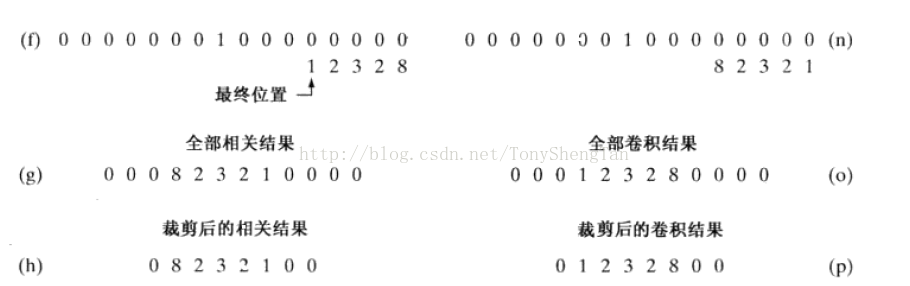 (f) 0 0 0 0 0 0 0 1 0 0 0 0 0 0 0 0 0 0 0 0 0 0 0 1 0 0 0 0 0 0 0 0 (n)
1 2 3 2 8 8 2 3 2 1
最终位置
全部相关结果 全部卷积结果
http://blog.csdn.net/TonyShengTan
(g) 0 0 0 8 2 3 2 1 0 0 0 0 0 0 0 1 2 3 2 8 0 0 0 0 (o)
裁剪后的相关结果 裁剪后的卷积结果
(h) 0 8 2 3 2 1 0 0 0 1 2 3 2 8 0 0 (p)